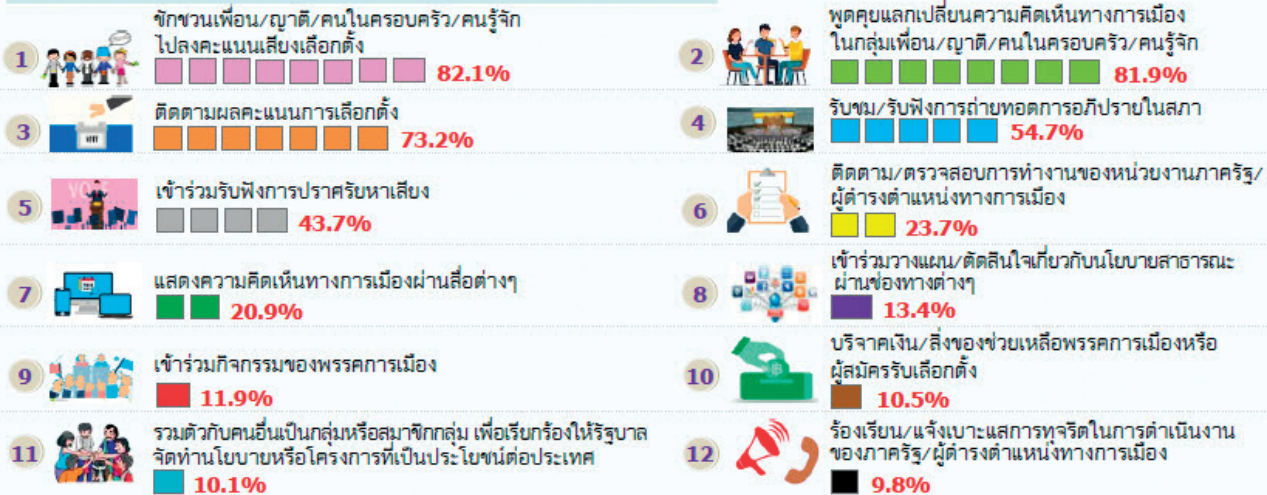 1
ชักชวนเพื่อน/ญาติ/คนในครอบครัว/คนรู้จัก
ไปลงคะแนนเสียงเลือกตั้ง
82.1%
2
พูดคุยแลกเปลี่ยนความคิดเห็นทางการเมือง
ในกลุ่มเพื่อน/ญาติ/คนในครอบครัว/คนรู้จัก
81.9%
3
ติดตามผลคะแนนการเลือกตั้ง
73.2%
4
รับชม/รับฟังการถ่ายทอดการอภิปรายในสภา
54.7%
5
เข้าร่วมรับฟังการปราศรัยหาเสียง
43.7%
6
ติดตาม/ตรวจสอบการทำงานของหน่วยงานภาครัฐ/
ผู้ดำรงตำแหน่งทางการเมือง
23.7%
7
แสดงความคิดเห็นทางการเมืองผ่านสื่อต่างๆ
20.9%
8
เข้าร่วมวางแผน/ตัดสินใจเกี่ยวกับนโยบายสาธารณะ
ผ่านช่องทางต่างๆ
13.4%
9
เข้าร่วมกิจกรรมของพรรคการเมือง
11.9%
10
บริจาคเงิน/สิ่งของช่วยเหลือพรรคการเมืองหรือ
ผู้สมัครรับเลือกตั้ง
10.5%
11
รวมตัวกับคนอื่นเป็นกลุ่มหรือสมาชิกกลุ่ม เพื่อเรียกร้องให้รัฐบาล
จัดทำนโยบายหรือโครงการที่เป็นประโยชน์ต่อประเทศ
10.1%
12
ร้องเรียน/แจ้งเบาะแสการทุจริตในการดำเนินงาน
ของภาครัฐ/ผู้ดำรงตำแหน่งทางการเมือง
9.8%